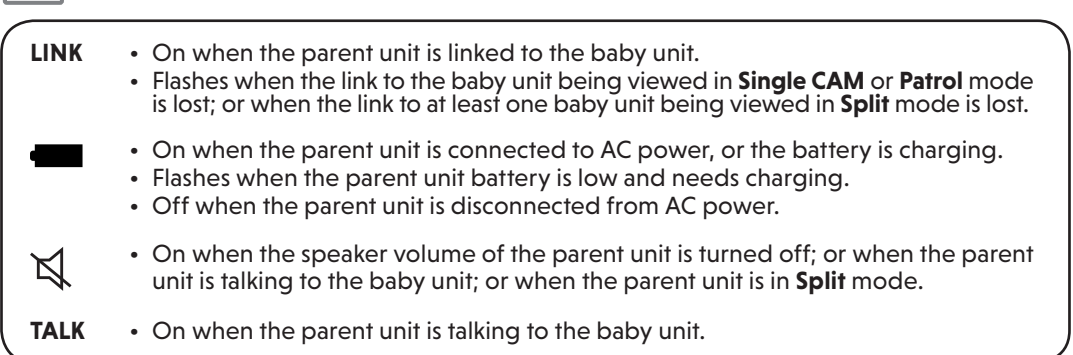 LINK • On when the parent unit is linked to the baby unit.
• Flashes when the link to the baby unit being viewed in Single CAM or Patrol mode
is lost; or when the link to at least one baby unit being viewed in Split mode is lost.
• On when the parent unit is connected to AC power, or the battery is charging.
• Flashes when the parent unit battery is low and needs charging.
• Off when the parent unit is disconnected from AC power.
• On when the speaker volume of the parent unit is turned off; or when the parent
unit is talking to the baby unit; or when the parent unit is in Split mode.
TALK • On when the parent unit is talking to the baby unit.